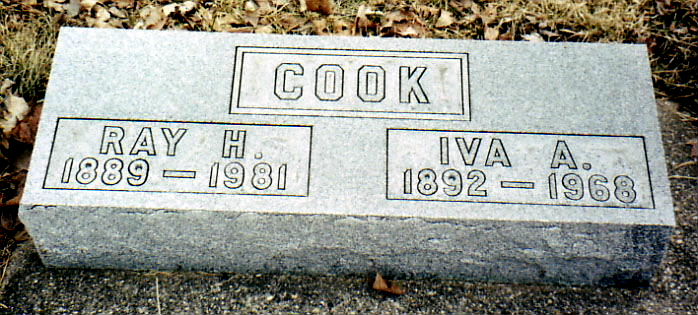 COOK
RAY H.
1889 — 1981
IVA A.
1892 — 1968